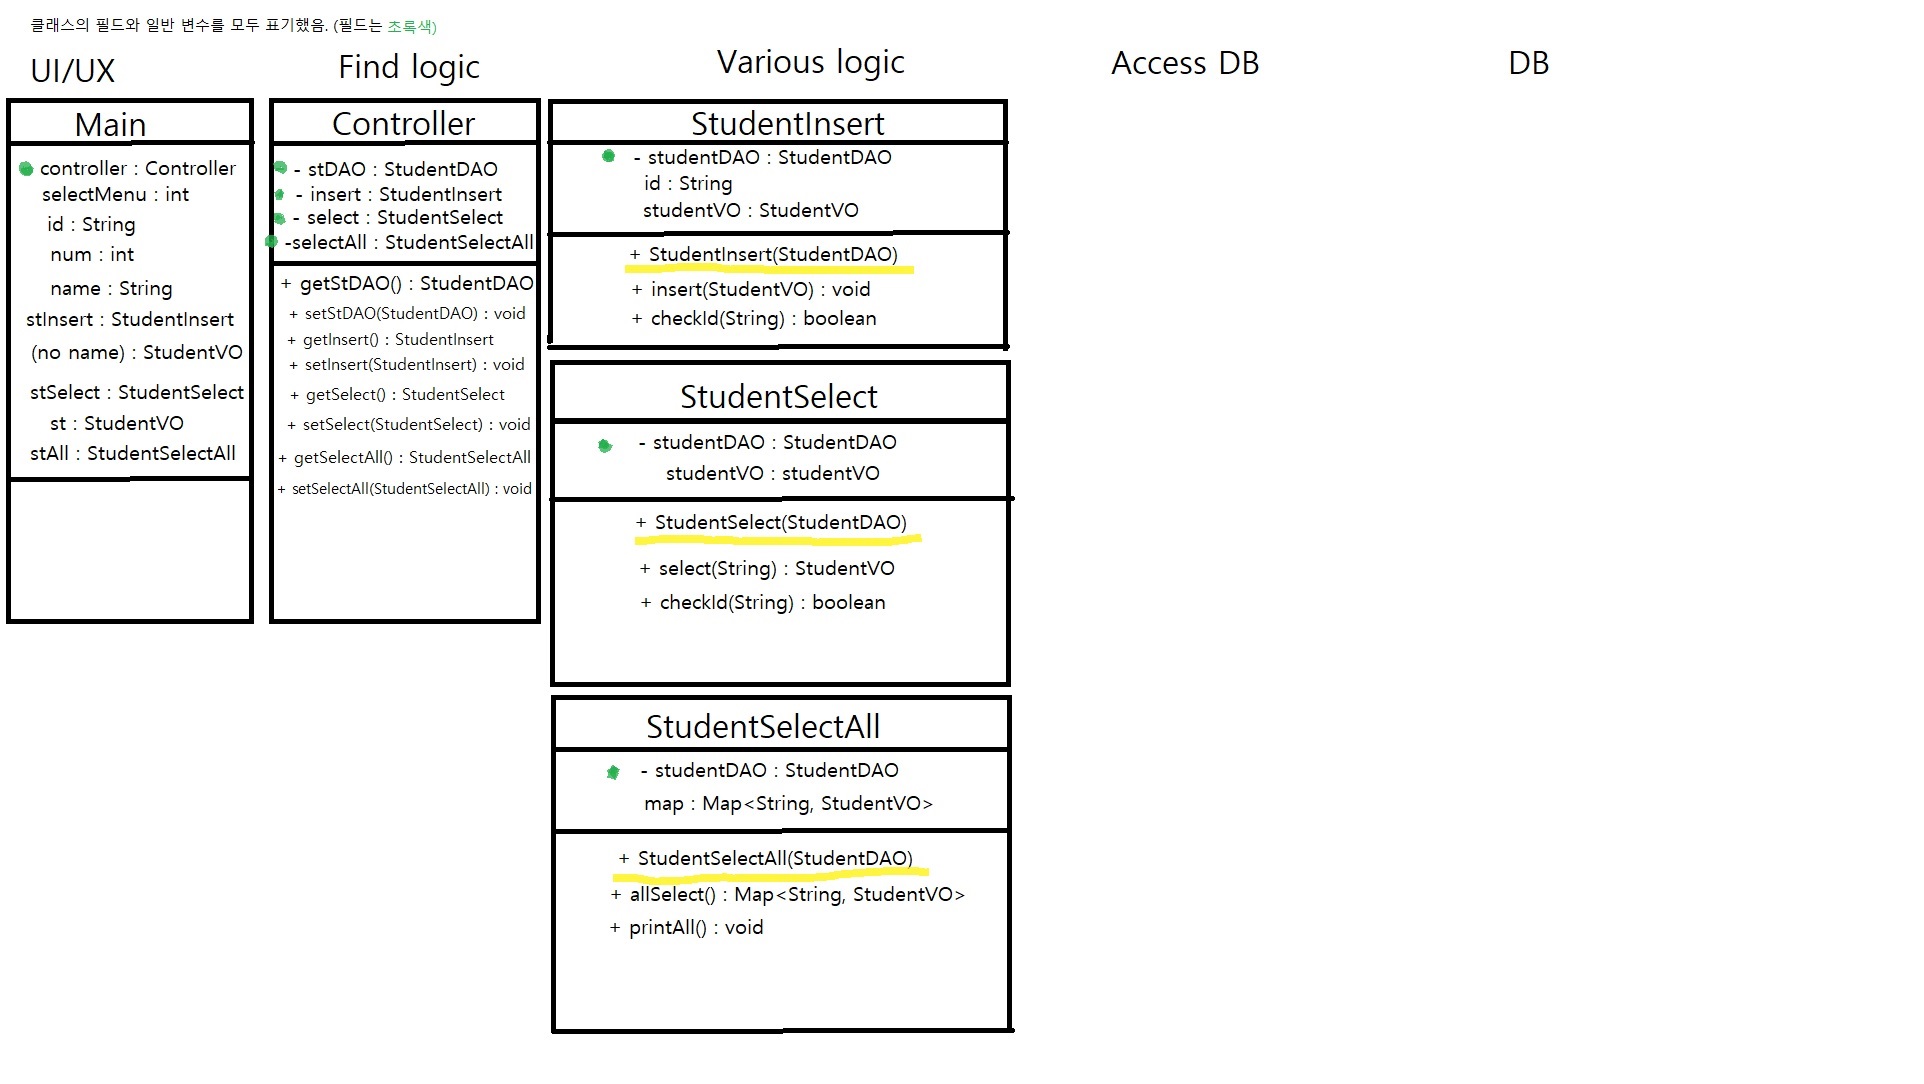 클래스의 필드와 일반 변수를 모두 표기했음. (필드는 초록색)
UI/UX
Find logic
Various logic
Access DB
DB
Main
controller : Controller
selectMenu : int
id : String
num : int
name : String
stInsert : StudentInsert
(no name) : StudentVO
stSelect : StudentSelect
st : StudentVO
stAll : StudentSelectAll
Controller
- stDAO : StudentDAO
- insert : StudentInsert
- select : StudentSelect
-selectAll : StudentSelectAll
+ getStDAO() : StudentDAO
+ setStDAO(StudentDAO) : void
+ getInsert() : StudentInsert
+ setInsert(StudentInsert) : void
+ getSelect() : StudentSelect
+ setSelect(StudentSelect) : void
+ getSelectAll() : StudentSelectAll
+ setSelectAll(StudentSelectAll) : void
StudentInsert
- studentDAO : StudentDAO
id : String
studentVO : StudentVO
+ StudentInsert(StudentDAO)
+ insert(StudentVO) : void
+ checkId(String) : boolean
StudentSelect
- studentDAO : StudentDAO
studentVO : studentVO
+ StudentSelect(StudentDAO)
+ select(String) : StudentVO
+ checkId(String) : boolean
StudentSelectAll
- studentDAO : StudentDAO
map : Map<String, StudentVO>
+ StudentSelectAll(StudentDAO)
+ allSelect() : Map<String, StudentVO>
+ printAll() : void